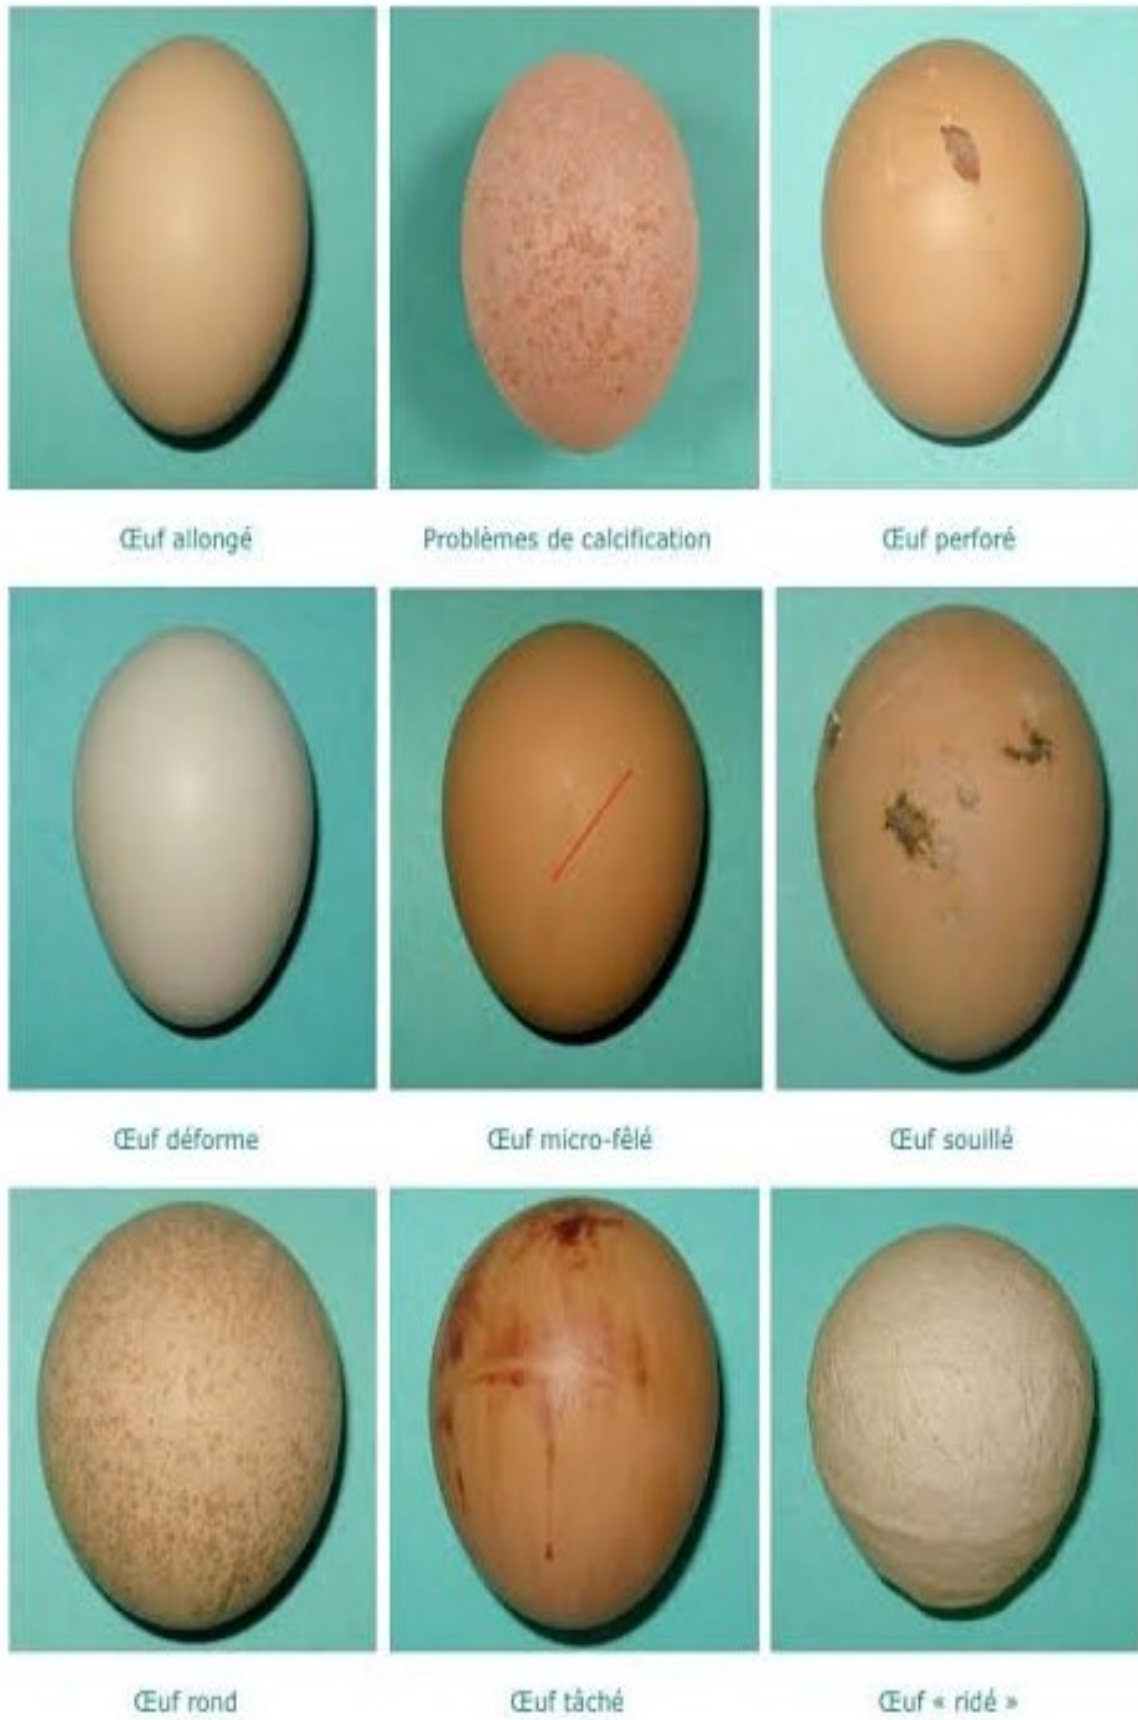 Œuf allongé
Problèmes de calcification
Œuf perforé
Œuf déforme
Œuf micro-fêlé
Œuf souillé
Œuf rond
Œuf tâché
Œuf « ridé »